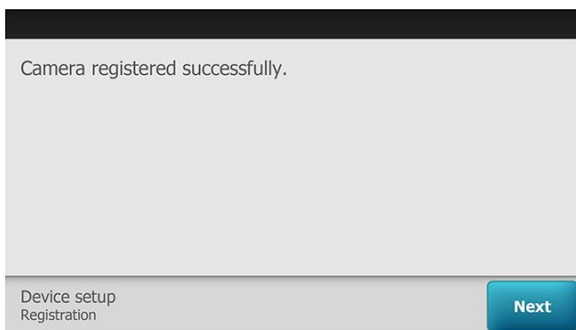 Camera registered successfully.
Device setup
Registration
Next